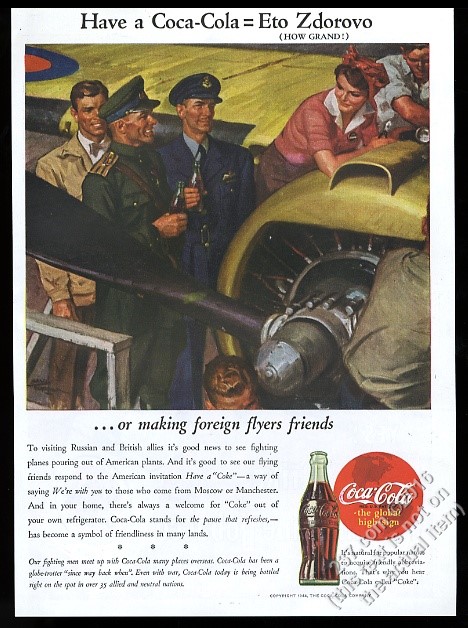 Have a Coca-Cola = Eto Zdorovo
(HOW GRAND!)
...or making foreign flyers friends
To visiting Russian and British allies it's good news to see fighting
planes pouring out of American plants. And it's good to see our flying
friends respond to the American invitation Have a "Coke"—a way of
saying We're with you to those who come from Moscow or Manchester.
And in your home, there's always a welcome for "Coke" out of
your own refrigerator. Coca-Cola stands for the pause that refreshes,—
has become a symbol of friendliness in many lands.
* * *
Our fighting men meet up with Coca-Cola many places overseas. Coca-Cola has been a
globe-trotter "since way back when". Even with war, Coca-Cola today is being bottled
right on the spot in over 35 allied and neutral nations.
Coca-Cola
Coca-Cola
-the global
high-sign
It's natural for popular names
to acquire friendly abbrevia-
tions. That's why you hear
Coca-Cola called "Coke".
COPYRIGHT 1944, THE COCA-COLA COMPANY
(this
not on
the actual item)